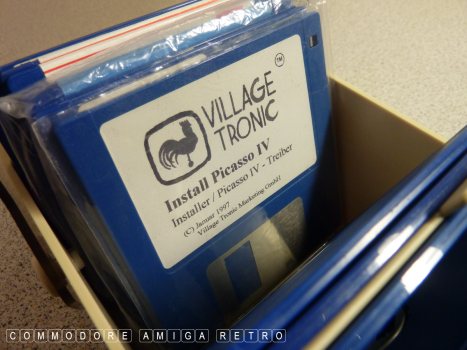 VILLAGE
TRONIC
TM
Install Picasso IV
Installer / Picasso IV - Treiber
(C) Januar 1997
Village Tronic Marketing GmbH
COMMODORE AMIGA RETRO